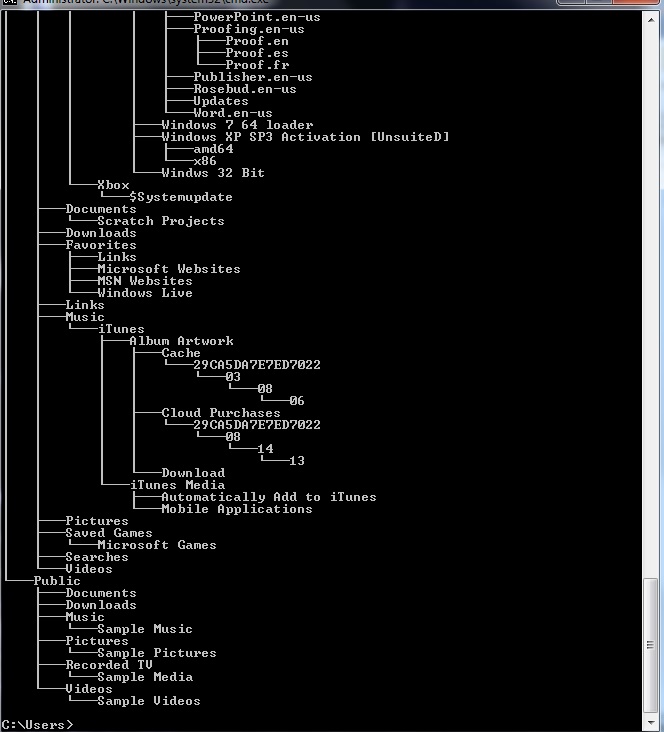 Administrator: C:\Windows\system32\cmd.exe
PowerPoint.en-us
Proofing.en-us
Proof.en
Proof.es
Proof.fr
Publisher.en-us
Rosebud.en-us
Updates
Word.en-us
Windows 7 64 loader
Windows XP SP3 Activation [UnsuiteD]
amd64
x86
Windws 32 Bit
Xbox
$Systemupdate
Documents
Scratch Projects
Downloads
Favorites
Links
Microsoft Websites
MSN Websites
Windows Live
Links
Music
iTunes
Album Artwork
Cache
29CA5DA7E7ED7022
03
08
06
Cloud Purchases
29CA5DA7E7ED7022
08
14
13
Download
iTunes Media
Automatically Add to iTunes
Mobile Applications
Pictures
Saved Games
Microsoft Games
Searches
Videos
Public
Documents
Downloads
Music
Sample Music
Pictures
Sample Pictures
Recorded TV
Sample Media
Videos
Sample Videos
C:\Users>